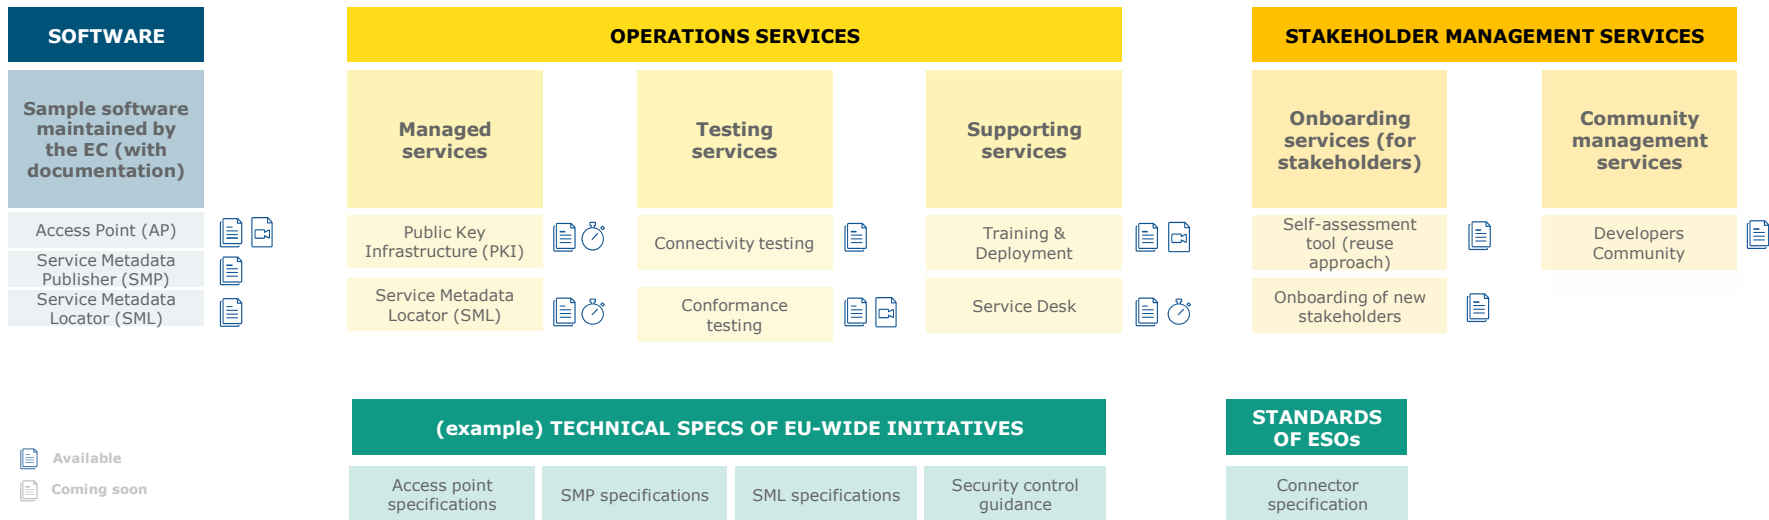 SOFTWARE
OPERATIONS SERVICES
STAKEHOLDER MANAGEMENT SERVICES
Sample software
maintained by
the EC (with
documentation)
Managed
services
Testing
services
Supporting
services
Onboarding
services (for
stakeholders)
Community
management
services
Access Point (AP)
Service Metadata
Publisher (SMP)
Service Metadata
Locator (SML)
Public Key
Infrastructure (PKI)
Service Metadata
Locator (SML)
Connectivity testing
Conformance
testing
Training &
Deployment
Service Desk
Self-assessment
tool (reuse
approach)
Onboarding of new
stakeholders
Developers
Community
(example) TECHNICAL SPECS OF EU-WIDE INITIATIVES
STANDARDS
OF ESOs
Access point
specifications
SMP specifications
SML specifications
Security control
guidance
Connector
specification
Available
Coming soon